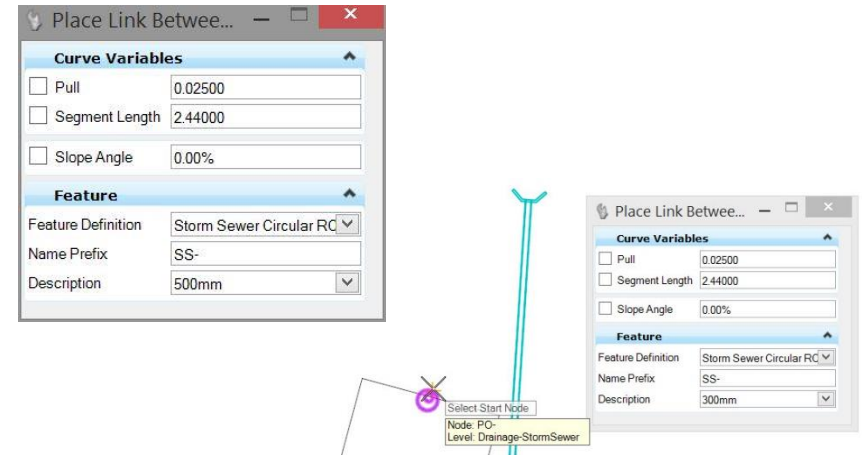 Place Link Betwee...
Curve Variables
Pull 0.02500
Segment Length 2.44000
Slope Angle 0.00%
Feature
Feature Definition Storm Sewer Circular RC
Name Prefix SS-
Description 500mm
Place Link Betwee...
Curve Variables
Pull 0.02500
Segment Length 2.44000
Slope Angle 0.00%
Feature
Feature Definition Storm Sewer Circular RC
Name Prefix SS-
Description 300mm
Select Start Node
Node: PO-
Level: Drainage-StormSewer